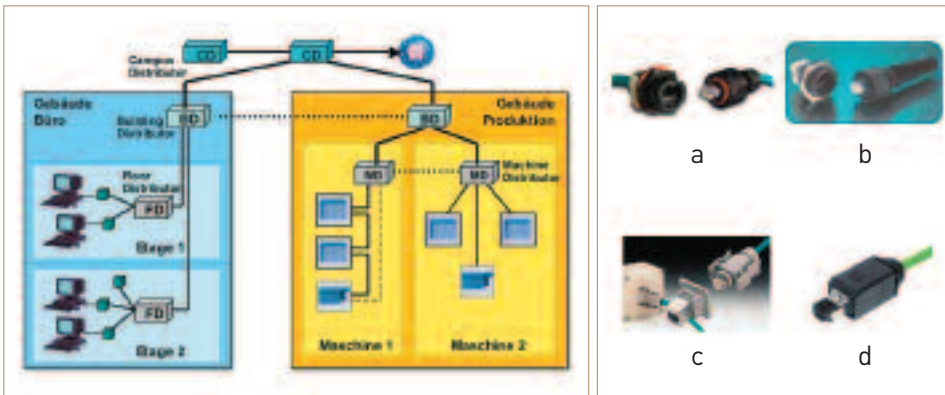 CD
CD
Campus
Distributor
Gebäude
Büro
Building
Distributor
BD
Gebäude
Produktion
BD
Floor
Distributor
FD
Etage 1
FD
Etage 2
MD
MD
Machine
Distributor
Maschine 1
Maschine 2
a
b
c
d